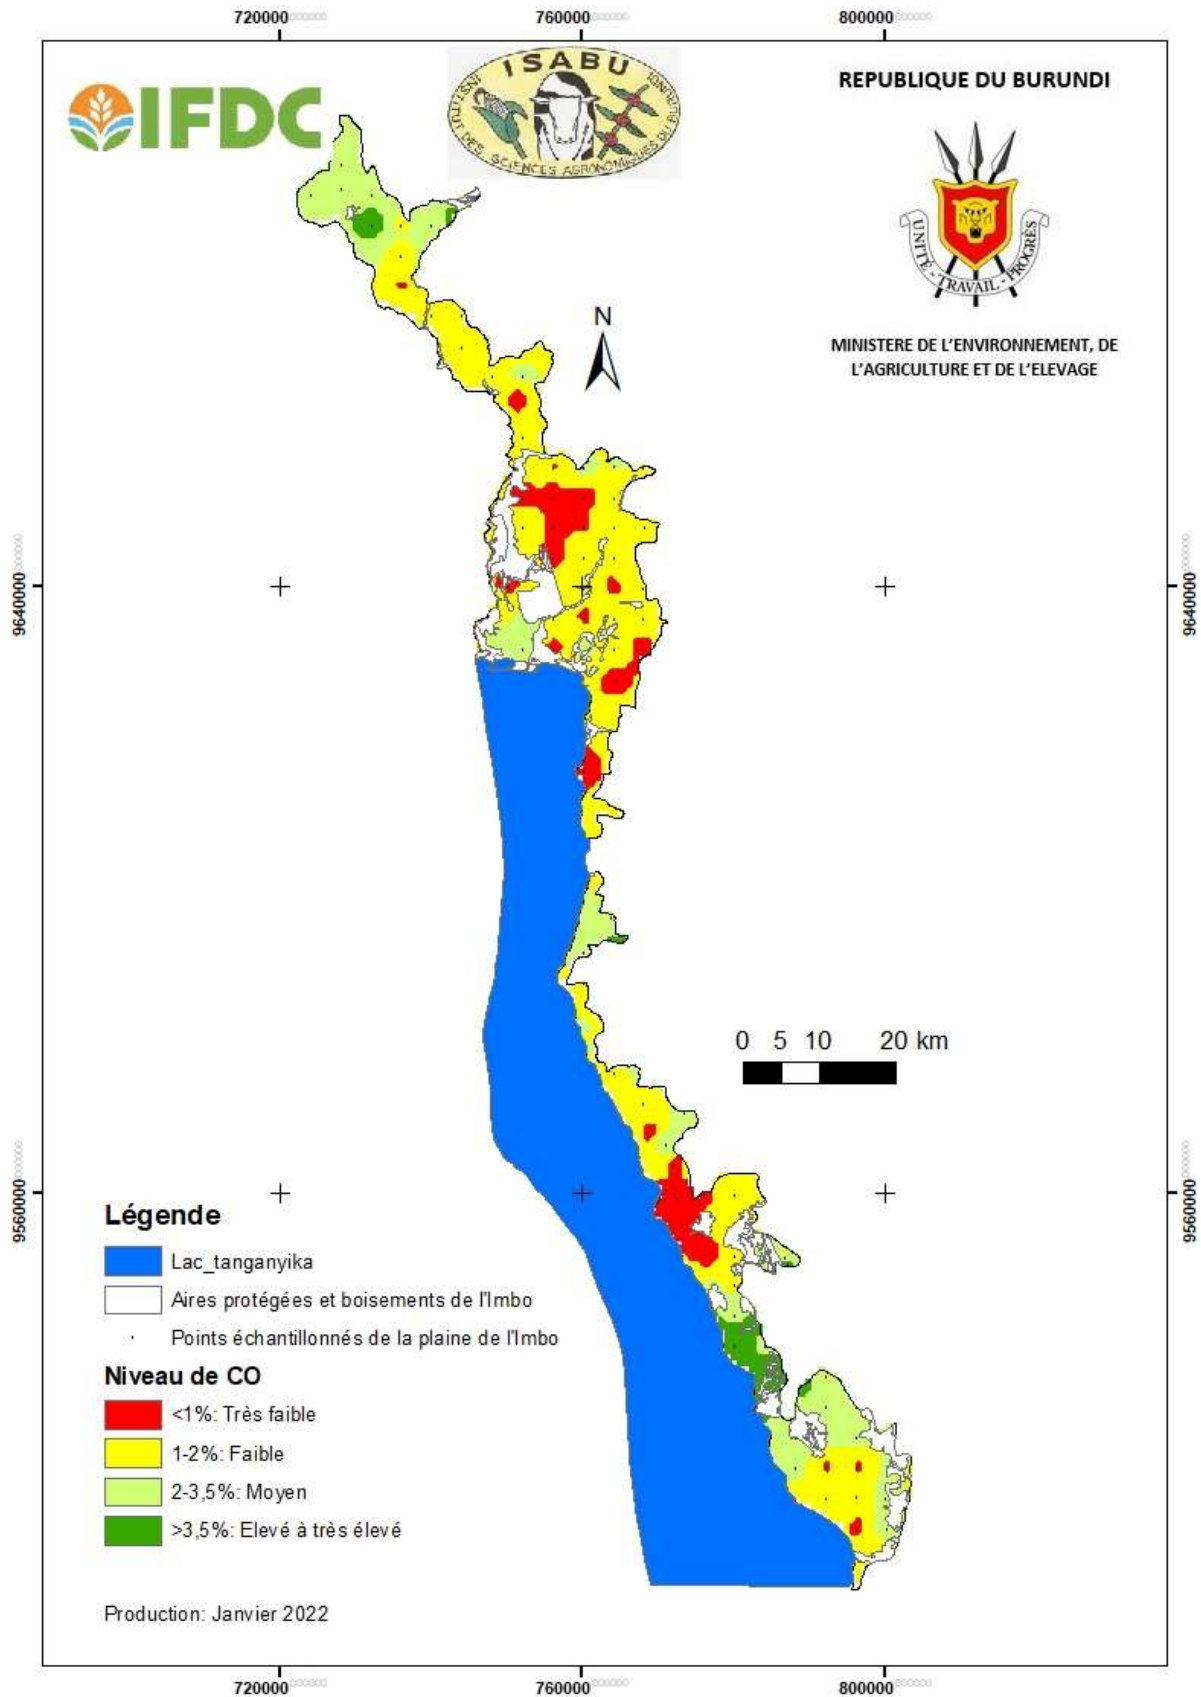 720000 760000 800000
IFDC
ISABU
INSTITUT DES SCIENCES AGRONOMIQUES DU BURUNDI
REPUBLIQUE DU BURUNDI
UNITÉ - TRAVAIL - PROGRÈS
MINISTERE DE L'ENVIRONNEMENT, DE
L'AGRICULTURE ET DE L'ELEVAGE
N
9640000 9640000
0 5 10 20 km
9560000 9560000
Légende
Lac_tanganyika
Aires protégées et boisements de l'Imbo
Points échantillonnés de la plaine de l'Imbo
Niveau de CO
<1%: Très faible
1-2%: Faible
2-3,5%: Moyen
>3,5%: Elevé à très élevé
Production: Janvier 2022
720000 760000 800000